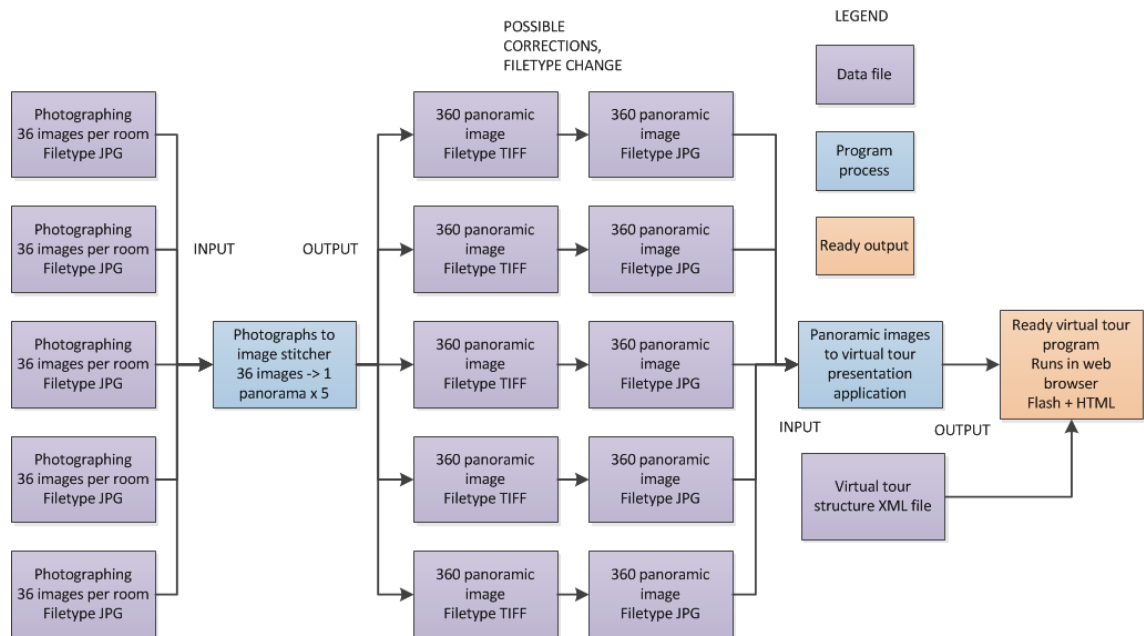 POSSIBLE
CORRECTIONS,
FILETYPE CHANGE
LEGEND
Data file
Program
process
Ready output
Photographing
36 images per room
Filetype JPG
Photographing
36 images per room
Filetype JPG
Photographing
36 images per room
Filetype JPG
Photographing
36 images per room
Filetype JPG
Photographing
36 images per room
Filetype JPG
INPUT
Photographs to
image stitcher
36 images -> 1
panorama x 5
OUTPUT
360 panoramic
image
Filetype TIFF
360 panoramic
image
Filetype JPG
360 panoramic
image
Filetype TIFF
360 panoramic
image
Filetype JPG
360 panoramic
image
Filetype TIFF
360 panoramic
image
Filetype JPG
360 panoramic
image
Filetype TIFF
360 panoramic
image
Filetype JPG
360 panoramic
image
Filetype TIFF
360 panoramic
image
Filetype JPG
INPUT
Panoramic images
to virtual tour
presentation
application
OUTPUT
Ready virtual tour
program
Runs in web
browser
Flash + HTML
Virtual tour
structure XML file